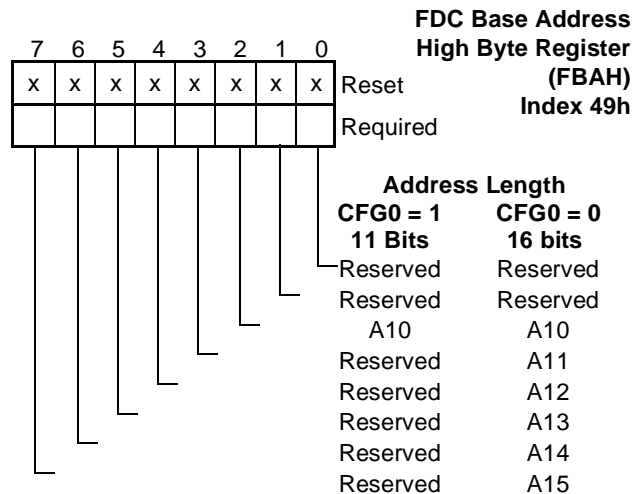 FDC Base Address
High Byte Register
(FBAH)
Index 49h
7 6 5 4 3 2 1 0
x x x x x x x x Reset
Required
Address Length
CFG0 = 1 CFG0 = 0
11 Bits 16 bits
Reserved Reserved
Reserved Reserved
A10 A10
Reserved A11
Reserved A12
Reserved A13
Reserved A14
Reserved A15